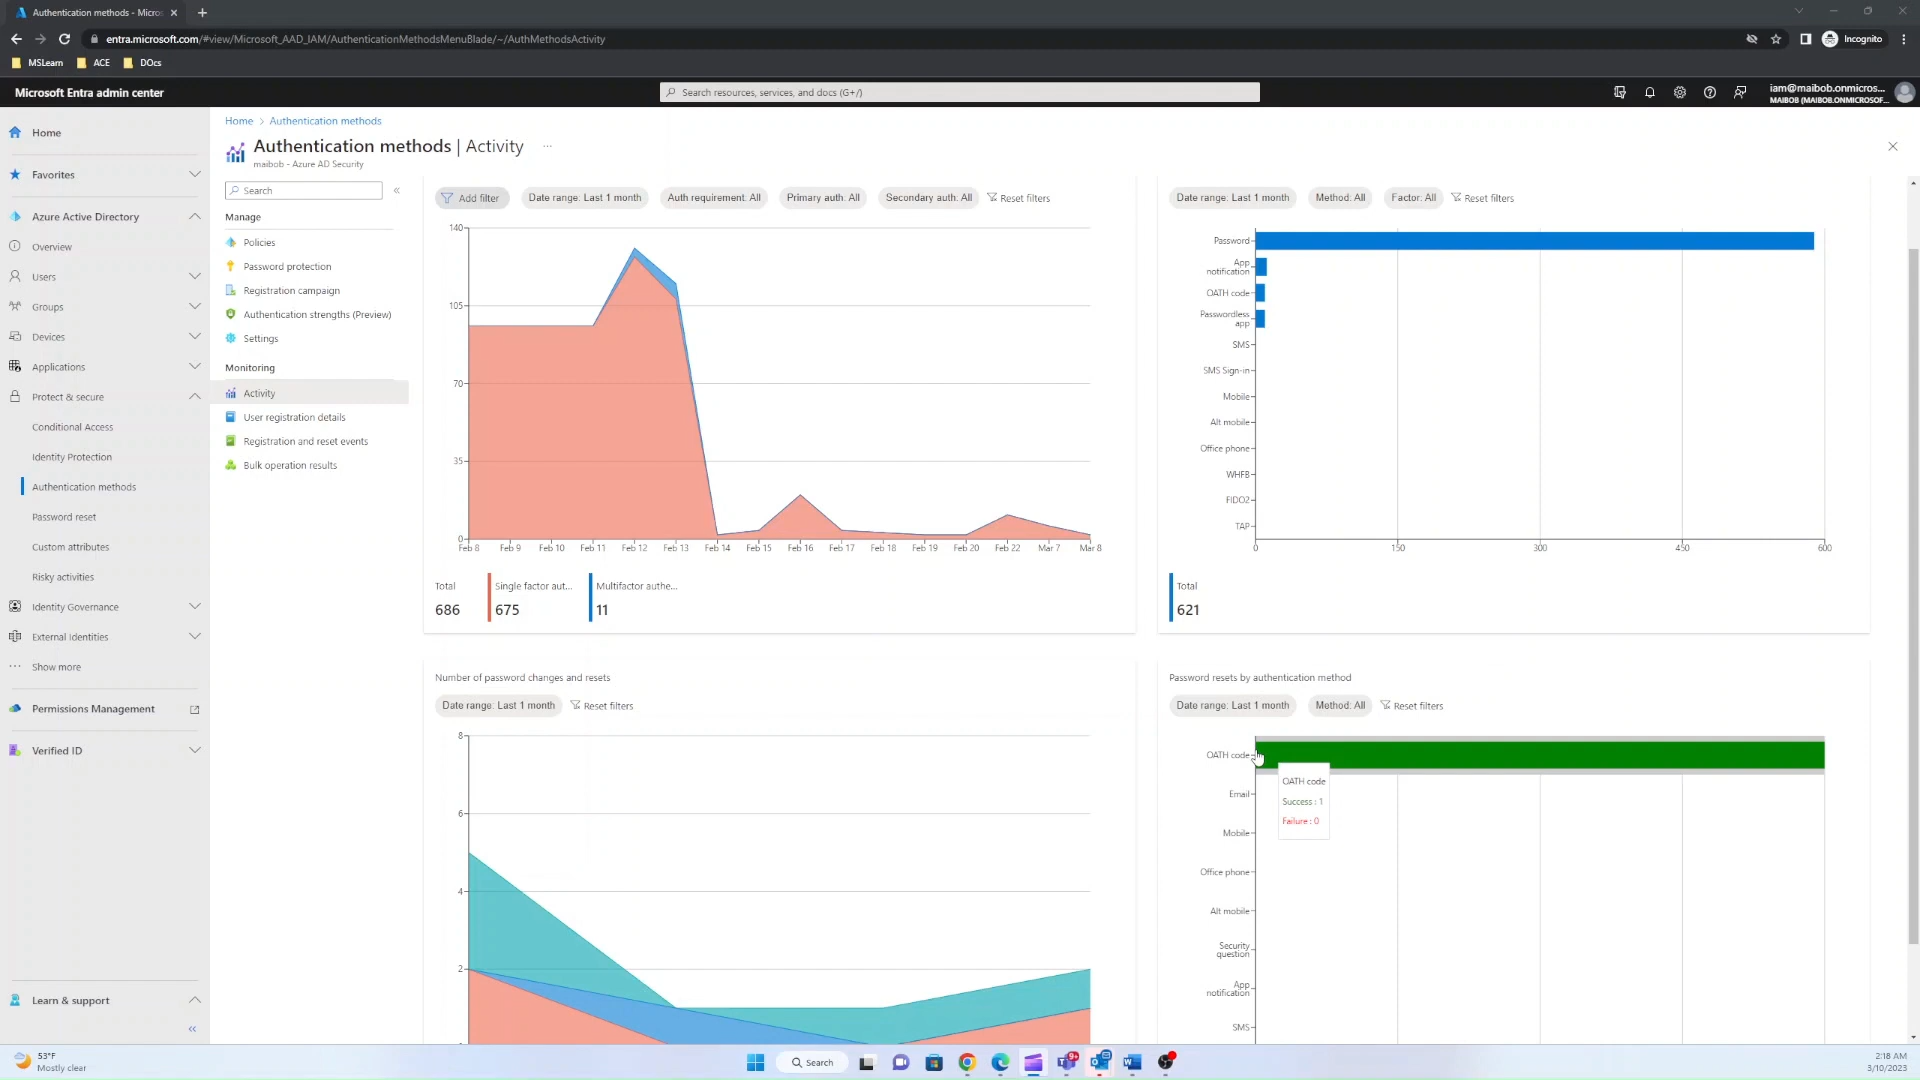 Authentication methods - Micros
entra.microsoft.com/#view/Microsoft_AAD_IAM/AuthenticationMethodsMenuBlade/~/AuthMethodsActivity
Incognito
MSLearn
ACE
DOcs
Microsoft Entra admin center
Search resources, services, and docs (G+/)
iam@maibob.onmicros...
MAIBOB (MAIBOB.ONMICROSOF...
Home
Favorites
Azure Active Directory
Overview
Users
Groups
Devices
Applications
Protect & secure
Conditional Access
Identity Protection
Authentication methods
Password reset
Custom attributes
Risky activities
Identity Governance
External Identities
Show more
Permissions Management
Verified ID
Learn & support
Home > Authentication methods
Authentication methods | Activity ...
maibob - Azure AD Security
Search
Manage
Policies
Password protection
Registration campaign
Authentication strengths (Preview)
Settings
Monitoring
Activity
User registration details
Registration and reset events
Bulk operation results
Add filter Date range: Last 1 month Auth requirement: All Primary auth: All Secondary auth: All Reset filters
140
105
70
35
0
Feb 8 Feb 9 Feb 10 Feb 11 Feb 12 Feb 13 Feb 14 Feb 15 Feb 16 Feb 17 Feb 18 Feb 19 Feb 20 Feb 22 Mar 7 Mar 8
Total Single factor aut... Multifactor authe...
686 675 11
Date range: Last 1 month Method: All Factor: All Reset filters
Password
App
notification
OATH code
Passwordless
app
SMS
SMS Sign-in
Mobile
Alt mobile
Office phone
WHFB
FIDO2
TAP
0 150 300 450 600
Total
621
Number of password changes and resets
Date range: Last 1 month Reset filters
8
6
4
2
Password resets by authentication method
Date range: Last 1 month Method: All Reset filters
OATH code
OATH code
Success : 1
Failure : 0
Email
Mobile
Office phone
Alt mobile
Security
question
App
notification
SMS
53°F
Mostly clear
Search
9+
2:18 AM
3/10/2023